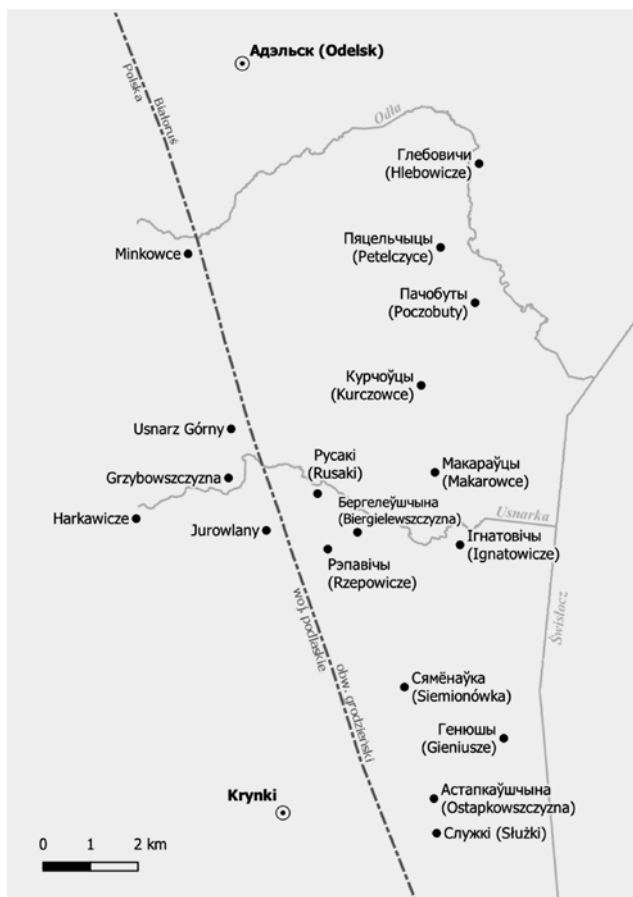 Адэльск (Odelsk)
Polska
Białoruś
Odła
Глебовичи
(Hlebowicze)
Пяцельчыцы
(Petelczyce)
Minkowce
Пачобуты
(Poczobuty)
Курчоўцы
(Kurczowce)
Usnarz Górny
Русакі
(Rusaki)
Макараўцы
(Makarowce)
Grzybowszczyzna
Бергелеўшчына
(Biergielewszczyzna)
Usnarka
Harkawicze
Jurowlany
Ігнатовічы
(Ignatowicze)
Рэпавічы
(Rzepowicze)
Świsłocz
woj. podlaskie
obw. grodzieński
Сямёнаўка
(Siemionówka)
Генюшы
(Gieniusze)
Krynki
Астапкаўшчына
(Ostapkowszczyzna)
Служкі (Służki)
0 1 2 km